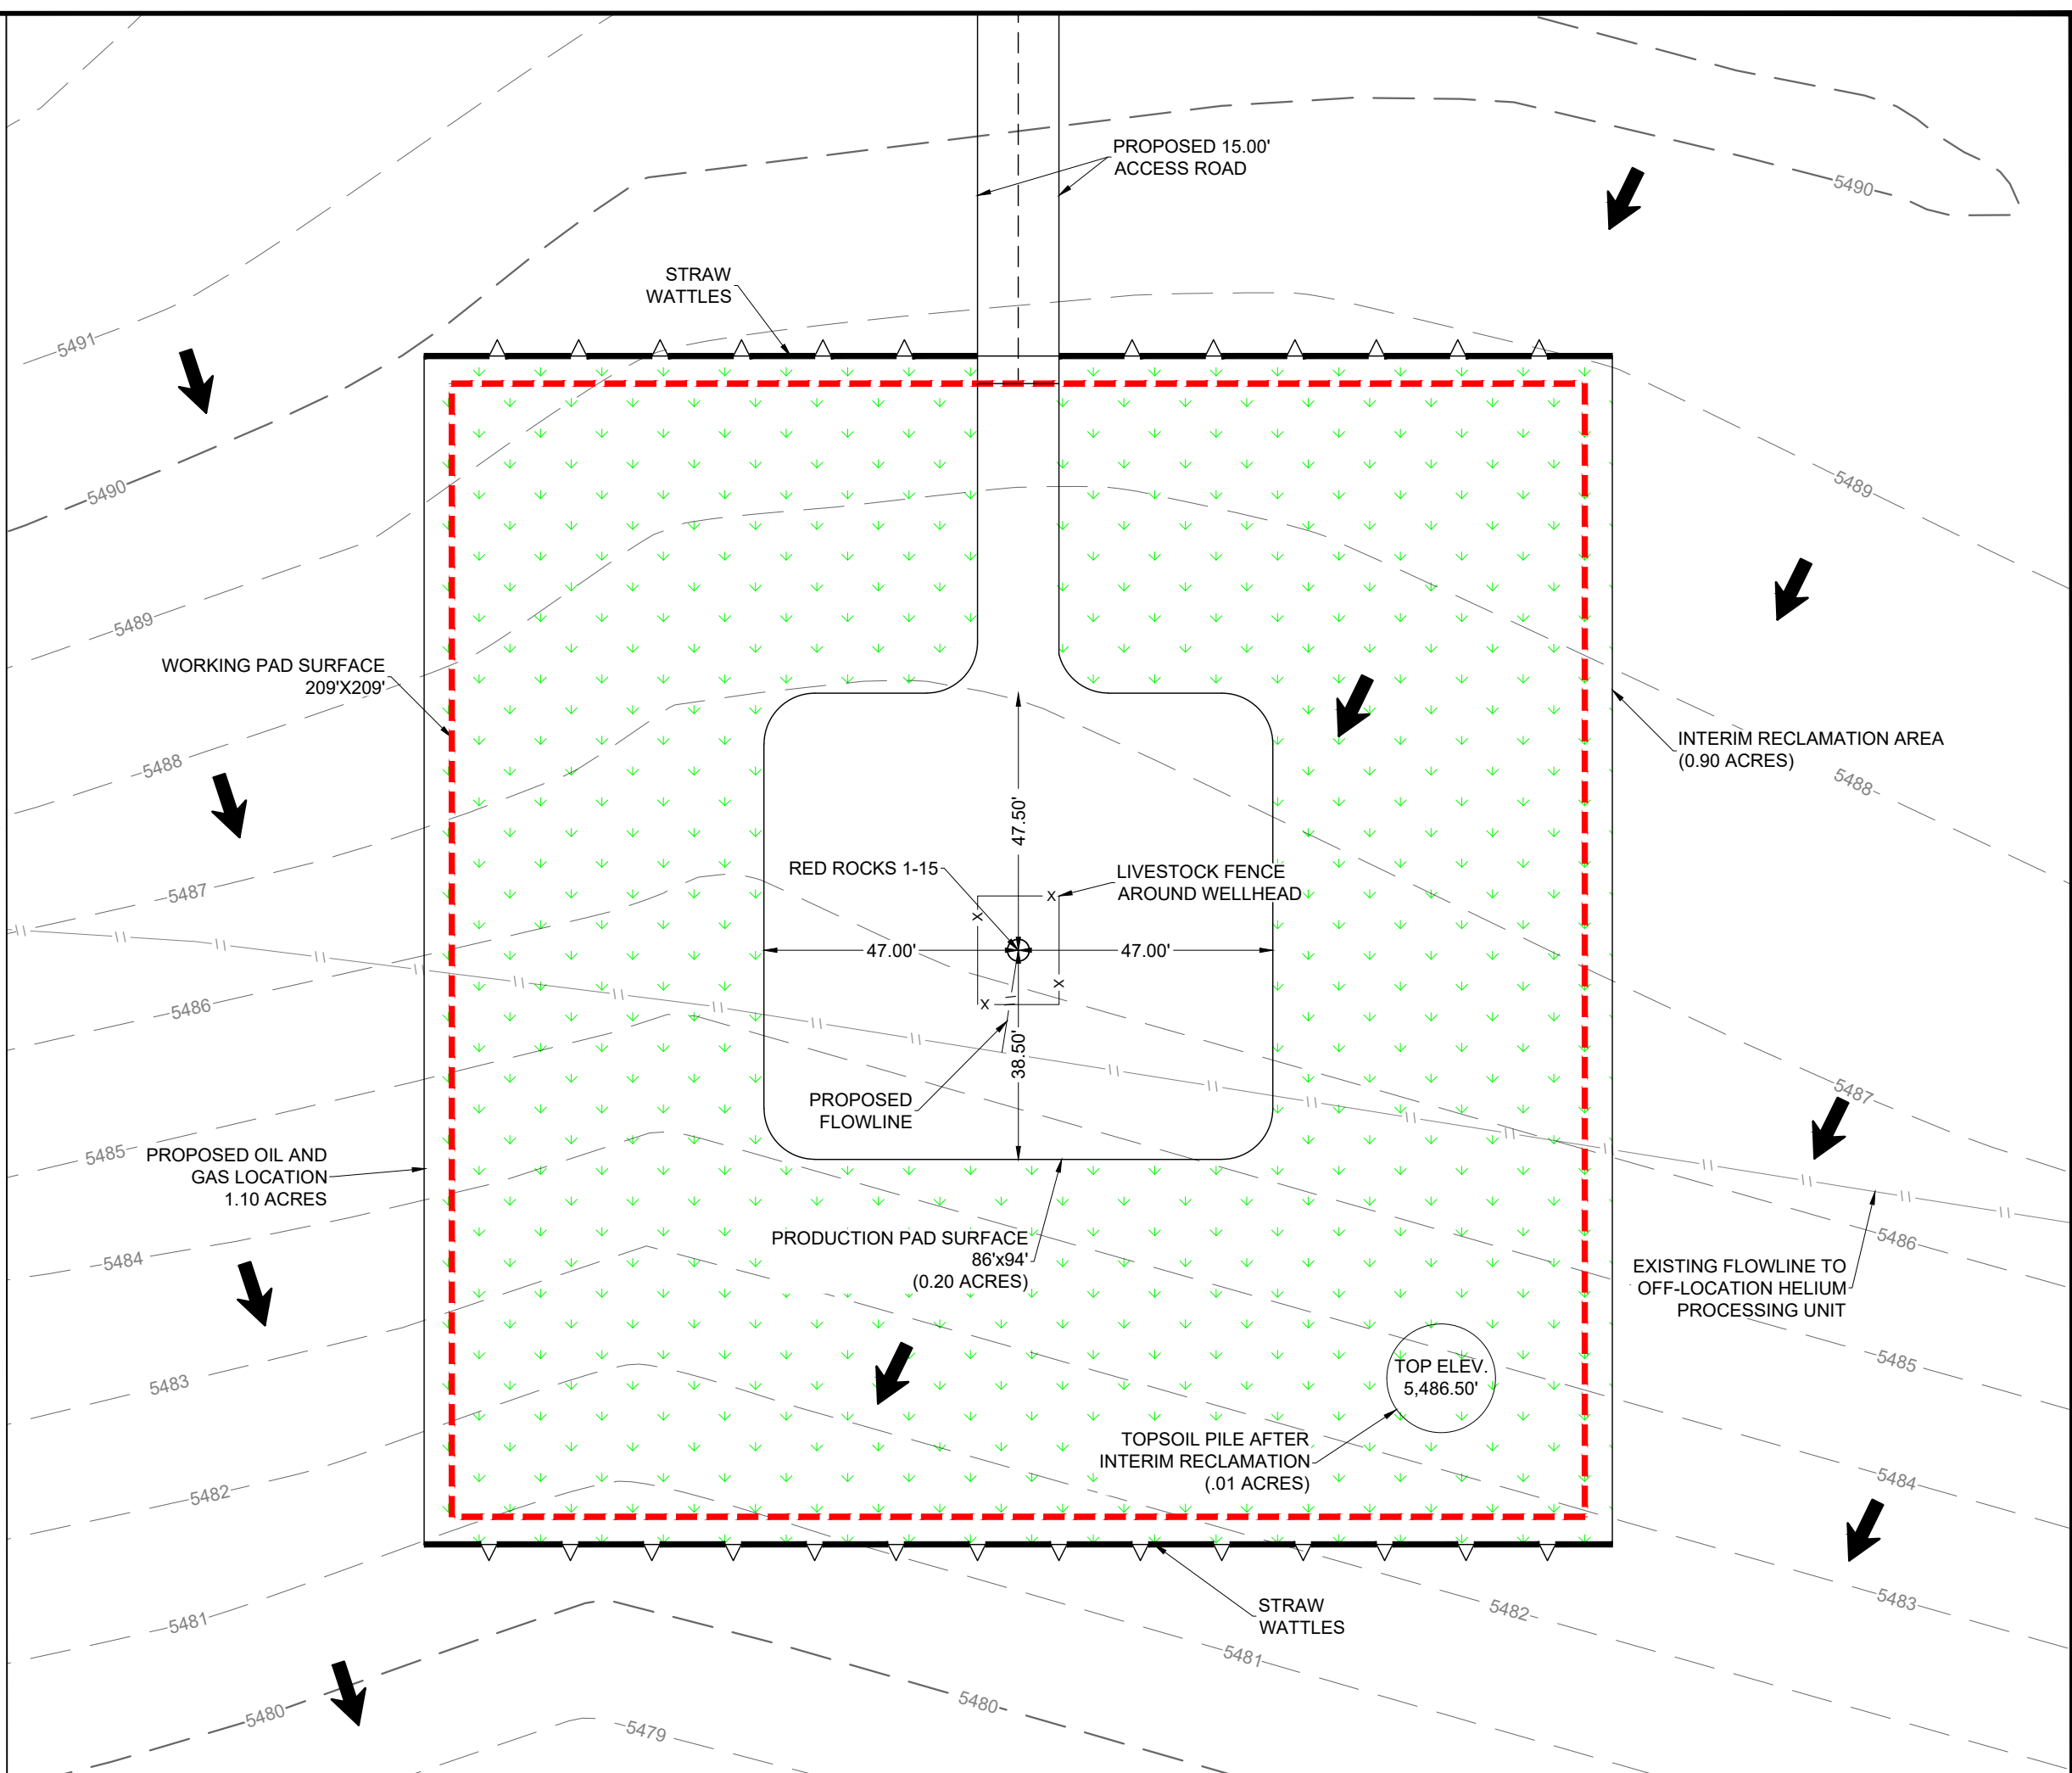 PROPOSED 15.00'
ACCESS ROAD
5490
STRAW
WATTLES
5491
5490
5489
5489
WORKING PAD SURFACE
209'X209'
INTERIM RECLAMATION AREA
(0.90 ACRES)
5488
5488
47.50'
RED ROCKS 1-15
LIVESTOCK FENCE
AROUND WELLHEAD
X
X
5487
47.00'
47.00'
X
X
5486
38.50'
5487
PROPOSED
FLOWLINE
5485
PROPOSED OIL AND
GAS LOCATION
1.10 ACRES
PRODUCTION PAD SURFACE
86'x94'
(0.20 ACRES)
5486
5484
EXISTING FLOWLINE TO
OFF-LOCATION HELIUM
PROCESSING UNIT
5485
TOP ELEV.
5,486.50'
5483
TOPSOIL PILE AFTER
INTERIM RECLAMATION
(.01 ACRES)
5484
5482
STRAW
WATTLES
5483
5482
5481
5481
5480
5480
5479